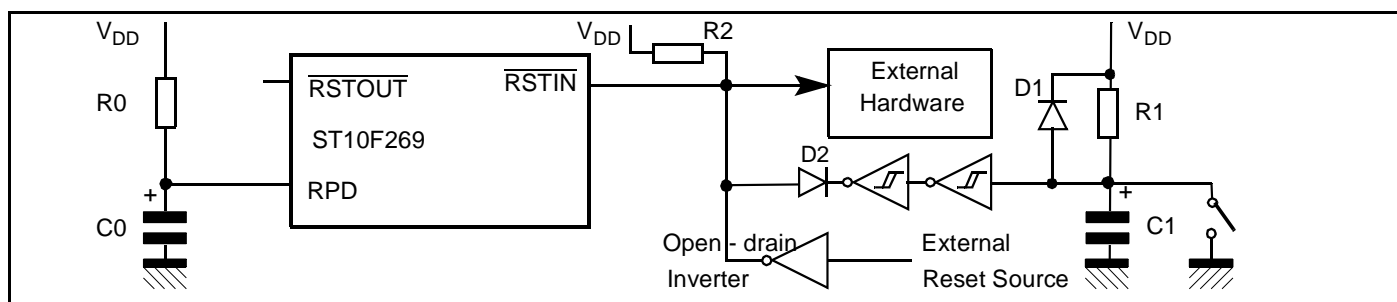 VDD
R0
+
C0
RSTOUT
RSTIN
ST10F269
RPD
VDD
R2
External
Hardware
D2
Open - drain
Inverter
External
Reset Source
D1
VDD
R1
+
C1